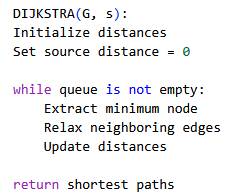 DIJKSTRA(G, s):
Initialize distances
Set source distance = 0
while queue is not empty:
    Extract minimum node
    Relax neighboring edges
    Update distances
return shortest paths